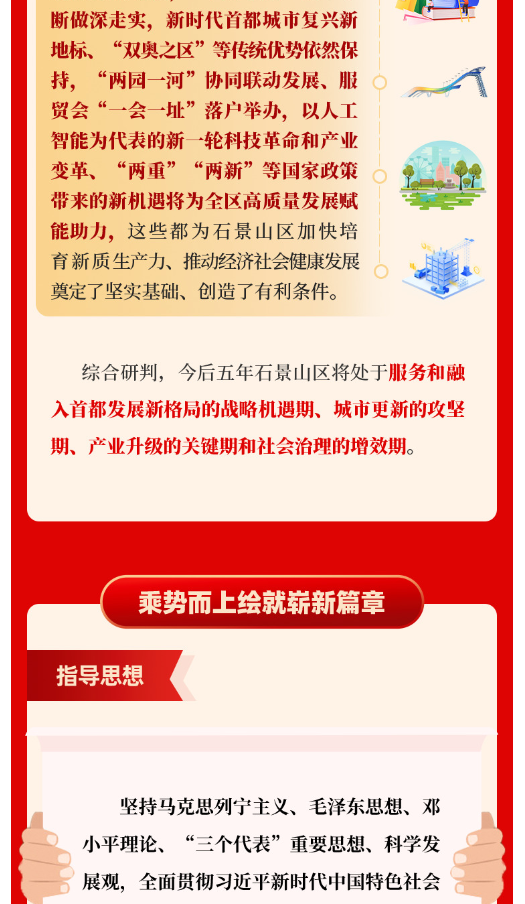 断做深走实，新时代首都城市复兴新
地标、“双奥之区”等传统优势依然保
持，“两园一河”协同联动发展、服
贸会“一会一址”落户举办，以人工
智能为代表的新一轮科技革命和产业
变革、“两重”“两新”等国家政策
带来的新机遇将为全区高质量发展赋
能助力，这些都为石景山区加快培
育新质生产力、推动经济社会健康发展
奠定了坚实基础、创造了有利条件。
综合研判，今后五年石景山区将处于服务和融
入首都发展新格局的战略机遇期、城市更新的攻坚
期、产业升级的关键期和社会治理的增效期。
乘势而上绘就崭新篇章
指导思想
坚持马克思列宁主义、毛泽东思想、邓
小平理论、“三个代表”重要思想、科学发
展观，全面贯彻习近平新时代中国特色社会